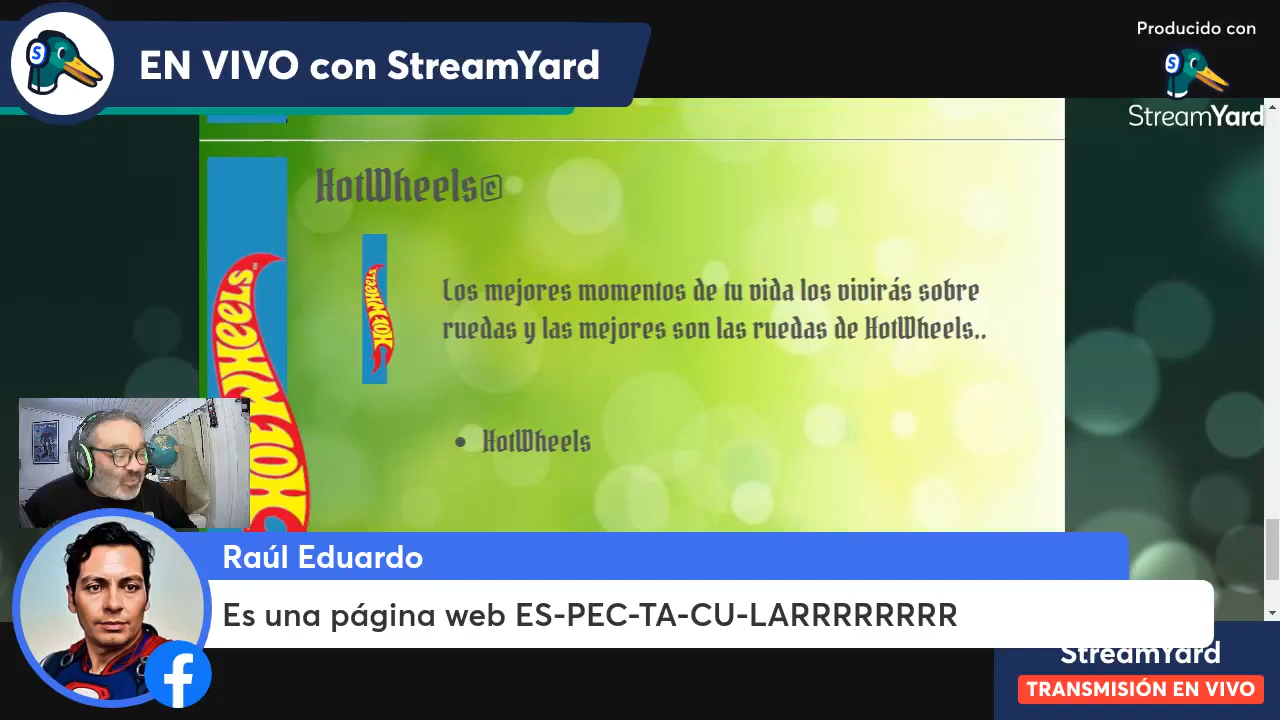 EN VIVO con StreamYard
Producido con
StreamYard
HotWheels©
HOT WHEELS
HOT WHEELS
Los mejores momentos de tu vida los vivirás sobre
ruedas y las mejores son las ruedas de HotWheels..
• HotWheels
Raúl Eduardo
Es una página web ES-PEC-TA-CU-LARRRRRRRR
StreamYard
TRANSMISIÓN EN VIVO